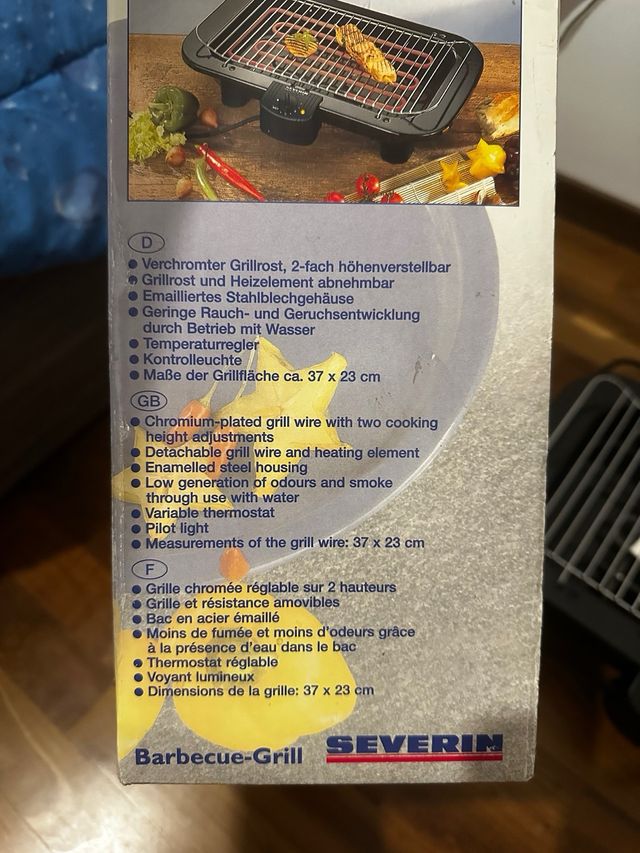 SEVERIN
D
● Verchromter Grillrost, 2-fach höhenverstellbar
● Grillrost und Heizelement abnehmbar
● Emailliertes Stahlblechgehäuse
● Geringe Rauch- und Geruchsentwicklung
durch Betrieb mit Wasser
● Temperaturregler
● Kontrolleuchte
● Maße der Grillfläche ca. 37 x 23 cm
GB
● Chromium-plated grill wire with two cooking
height adjustments
● Detachable grill wire and heating element
● Enamelled steel housing
● Low generation of odours and smoke
through use with water
● Variable thermostat
● Pilot light
● Measurements of the grill wire: 37 x 23 cm
F
● Grille chromée réglable sur 2 hauteurs
● Grille et résistance amovibles
● Bac en acier émaillé
● Moins de fumée et moins d'odeurs grâce
à la présence d'eau dans le bac
● Thermostat réglable
● Voyant lumineux
● Dimensions de la grille: 37 x 23 cm
Barbecue-Grill SEVERIN